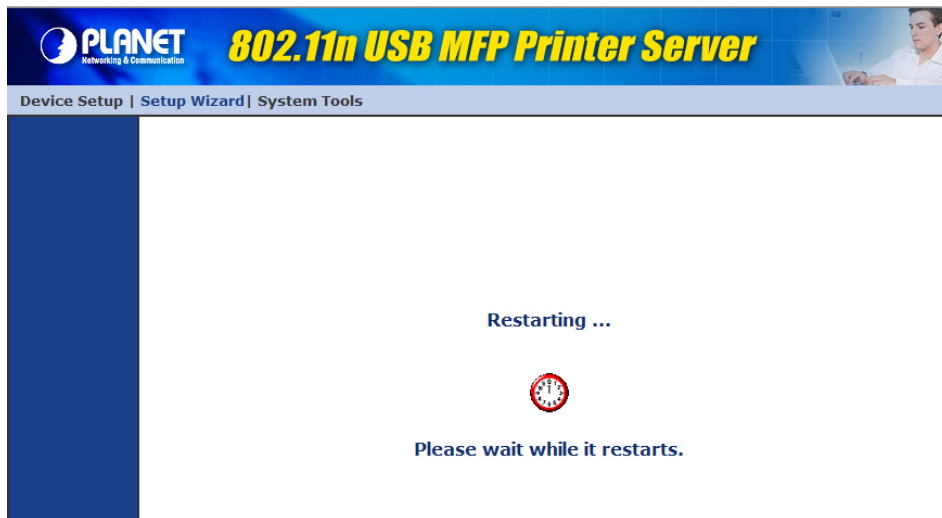 PLANET
Networking & Communication
802.11n USB MFP Printer Server
Device Setup | Setup Wizard| System Tools
Restarting ...
Please wait while it restarts.